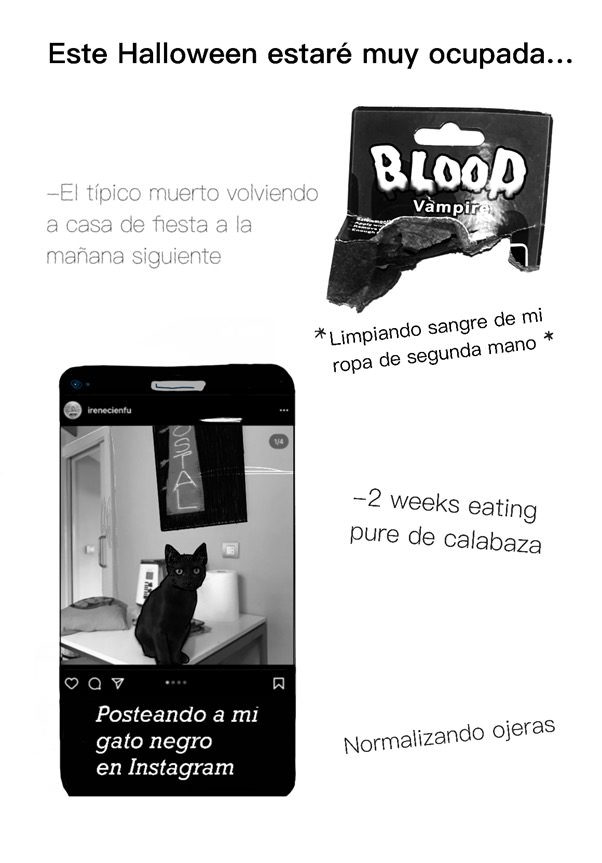 Este Halloween estaré muy ocupada...
BLOOD
Vàmpire
–El típico muerto volviendo
a casa de fiesta a la
mañana siguiente
*Limpiando sangre de mi
ropa de segunda mano *
irenecienfu
1/4
STAL
–2 weeks eating
pure de calabaza
Posteando a mi
gato negro
en Instagram
Normalizando ojeras